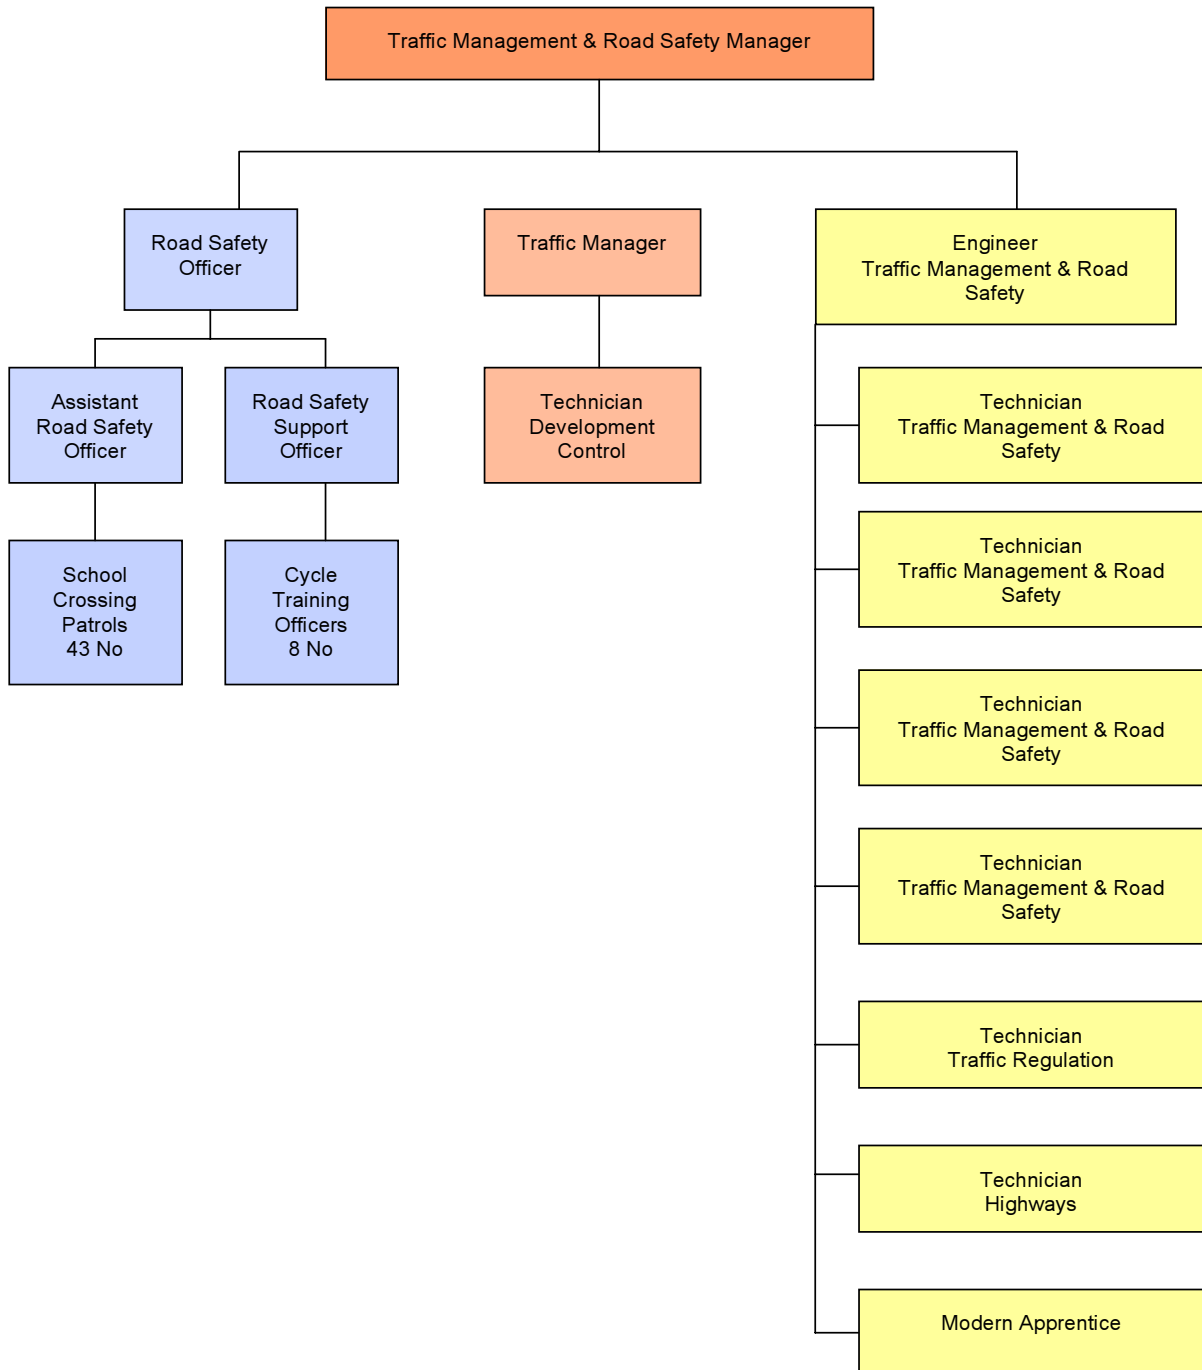 Traffic Management & Road Safety Manager
Road Safety
Officer
Traffic Manager
Engineer
Traffic Management & Road
Safety
Assistant
Road Safety
Officer
Road Safety
Support
Officer
Technician
Development
Control
Technician
Traffic Management & Road
Safety
School
Crossing
Patrols
43 No
Cycle
Training
Officers
8 No
Technician
Traffic Management & Road
Safety
Technician
Traffic Management & Road
Safety
Technician
Traffic Management & Road
Safety
Technician
Traffic Regulation
Technician
Highways
Modern Apprentice